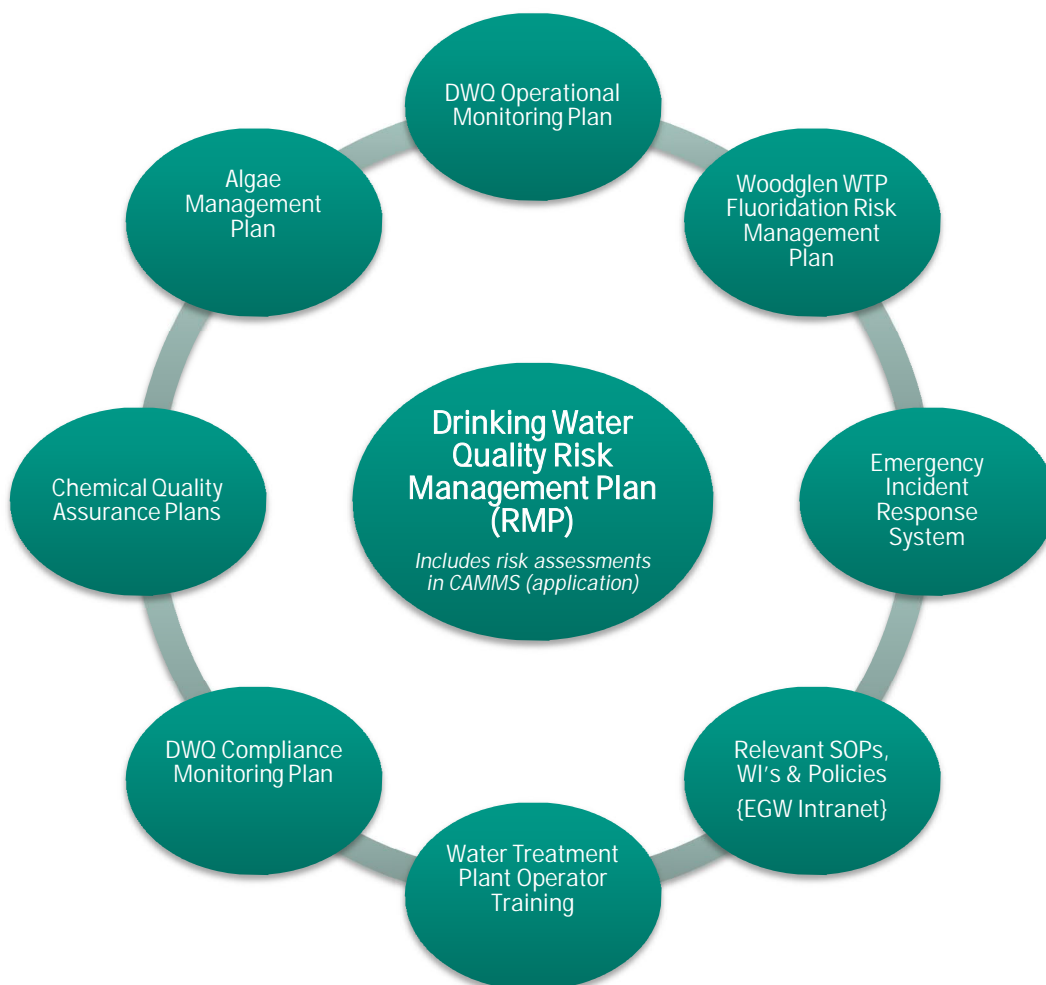 DWQ Operational
Monitoring Plan
Woodglen WTP
Fluoridation Risk
Management
Plan
Emergency
Incident
Response
System
Relevant SOPs,
WI's & Policies
{EGW Intranet}
Water Treatment
Plant Operator
Training
DWQ Compliance
Monitoring Plan
Chemical Quality
Assurance Plans
Algae
Management
Plan
Drinking Water
Quality Risk
Management Plan
(RMP)
Includes risk assessments
in CAMMS (application)